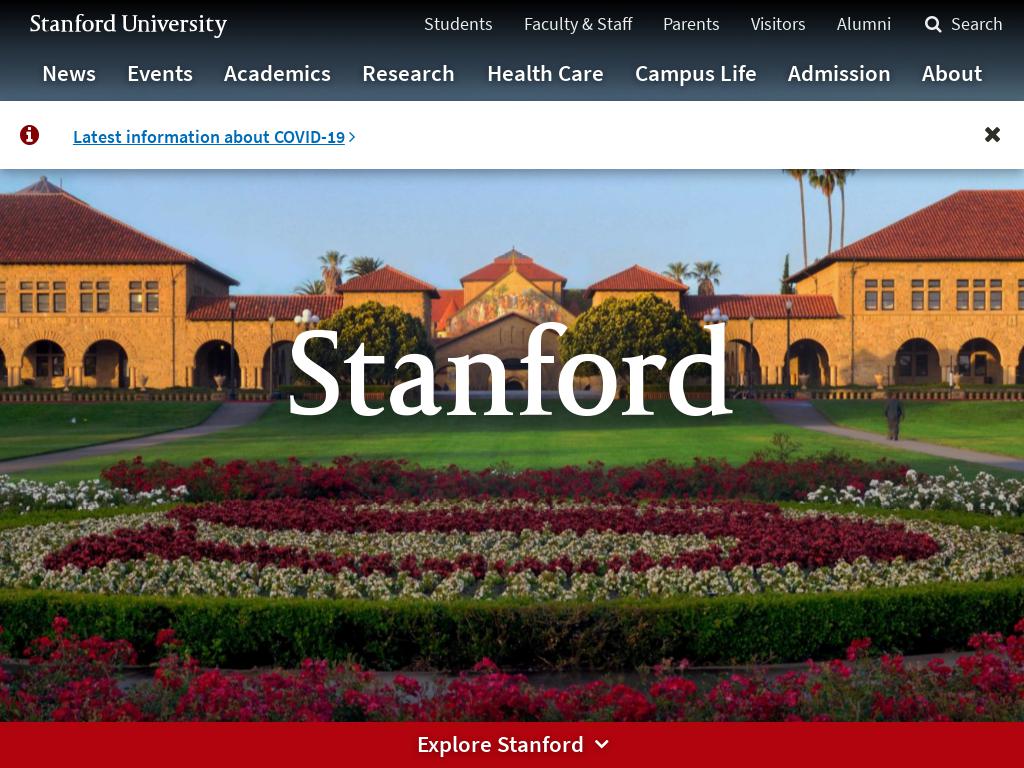 Stanford University
Students Faculty & Staff Parents Visitors Alumni Search
News Events Academics Research Health Care Campus Life Admission About
Latest information about COVID-19
Stanford
Explore Stanford